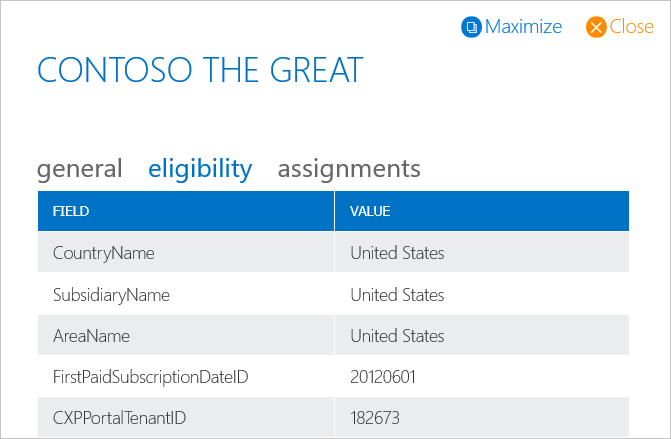 Maximize Close
CONTOSO THE GREAT
general eligibility assignments
FIELD VALUE
CountryName United States
SubsidiaryName United States
AreaName United States
FirstPaidSubscriptionDateID 20120601
CXPPortalTenantID 182673